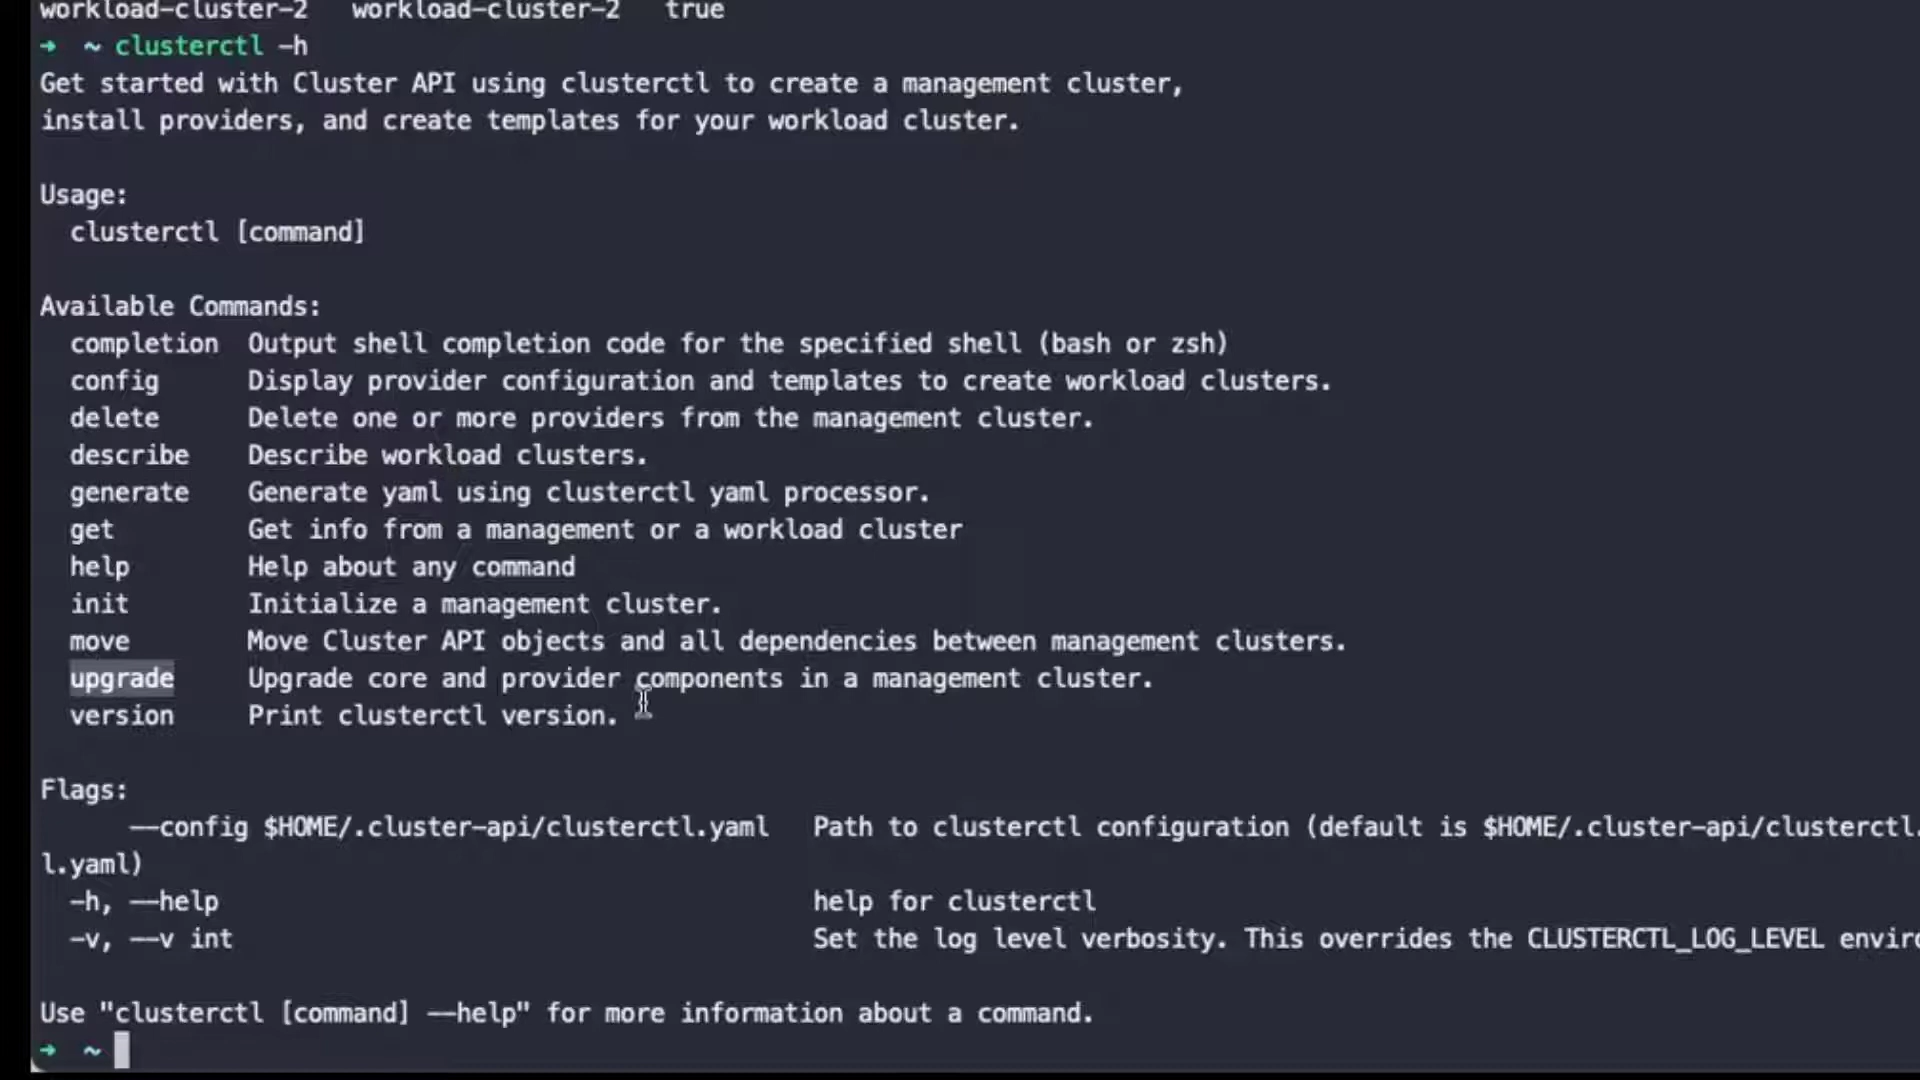 workload-cluster-2   workload-cluster-2   true
➜  ~ clusterctl -h
Get started with Cluster API using clusterctl to create a management cluster,
install providers, and create templates for your workload cluster.
Usage:
  clusterctl [command]
Available Commands:
  completion  Output shell completion code for the specified shell (bash or zsh)
  config      Display provider configuration and templates to create workload clusters.
  delete      Delete one or more providers from the management cluster.
  describe    Describe workload clusters.
  generate    Generate yaml using clusterctl yaml processor.
  get         Get info from a management or a workload cluster
  help        Help about any command
  init        Initialize a management cluster.
  move        Move Cluster API objects and all dependencies between management clusters.
  upgrade     Upgrade core and provider components in a management cluster.
  version     Print clusterctl version.
Flags:
      --config $HOME/.cluster-api/clusterctl.yaml   Path to clusterctl configuration (default is $HOME/.cluster-api/clusterctl.
l.yaml)
  -h, --help                                        help for clusterctl
  -v, --v int                                       Set the log level verbosity. This overrides the CLUSTERCTL_LOG_LEVEL enviro
Use "clusterctl [command] --help" for more information about a command.
➜  ~